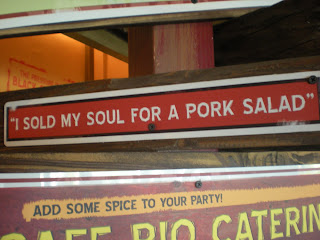 "I SOLD MY SOUL FOR A PORK SALAD"
ADD SOME SPICE TO YOUR PARTY!
CAFE RIO CATERIN